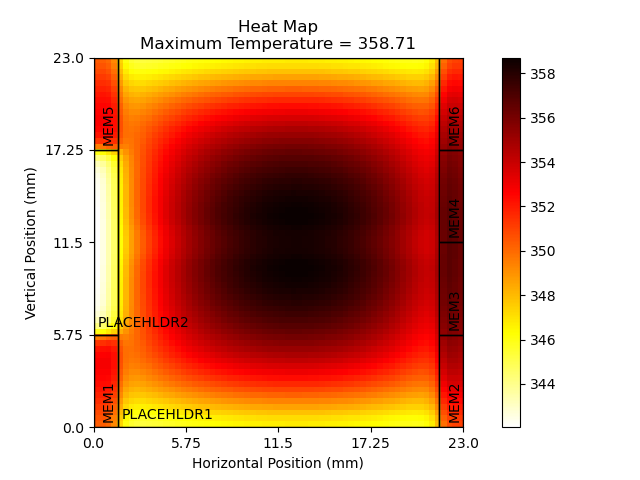 Heat Map
Maximum Temperature = 358.71
23.0
17.25
11.5
5.75
0.0
Vertical Position (mm)
MEM5
MEM6
MEM4
MEM3
PLACEHLDR2
MEM1
PLACEHLDR1
MEM2
0.0
5.75
11.5
17.25
23.0
Horizontal Position (mm)
358
356
354
352
350
348
346
344